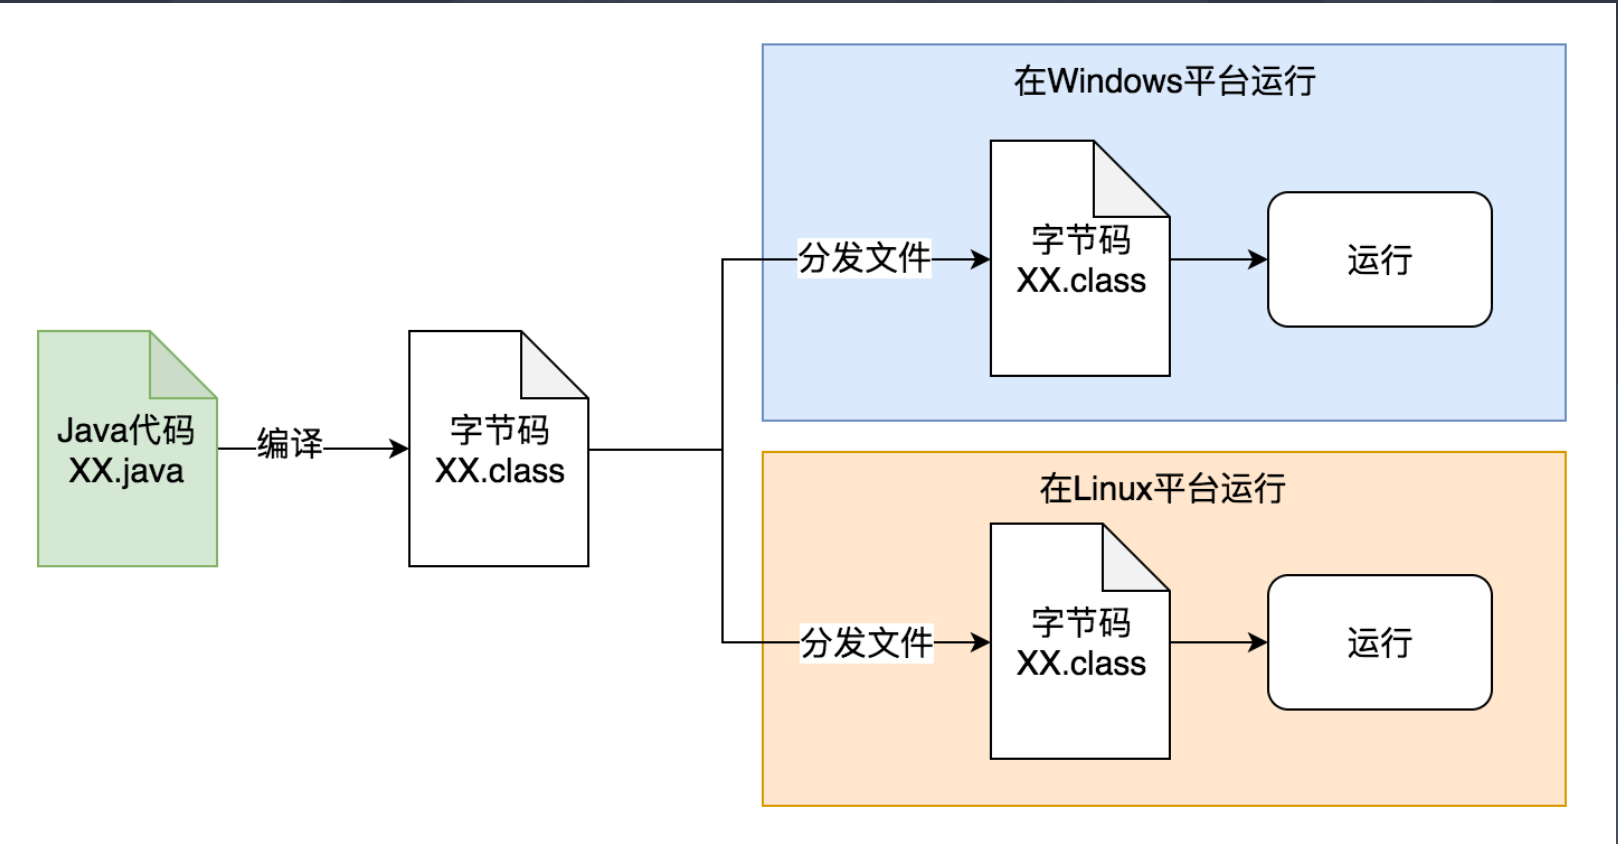 Java代码
XX.java
编译
字节码
XX.class
在Windows平台运行
分发文件
字节码
XX.class
运行
在Linux平台运行
分发文件
字节码
XX.class
运行